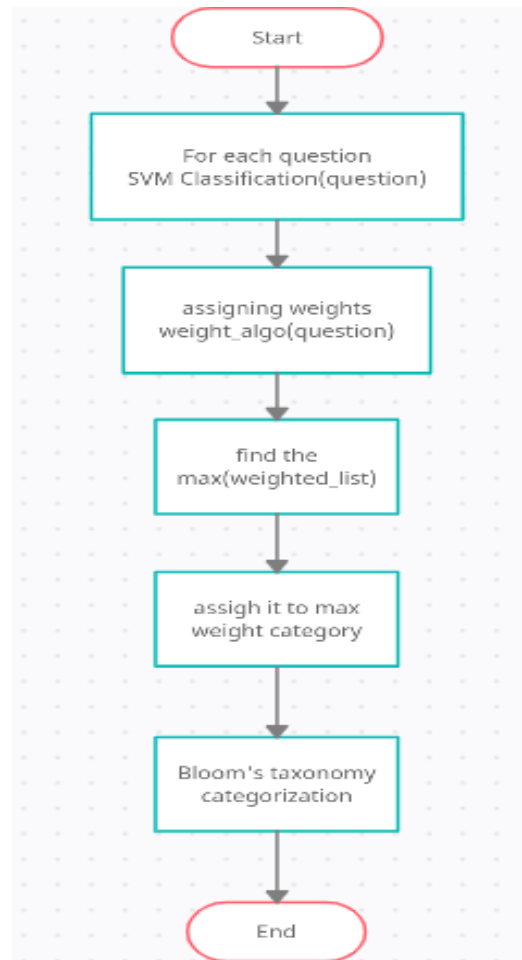 Start
For each question
SVM Classification(question)
assigning weights
weight_algo(question)
find the
max(weighted_list)
assigh it to max
weight category
Bloom's taxonomy
categorization
End